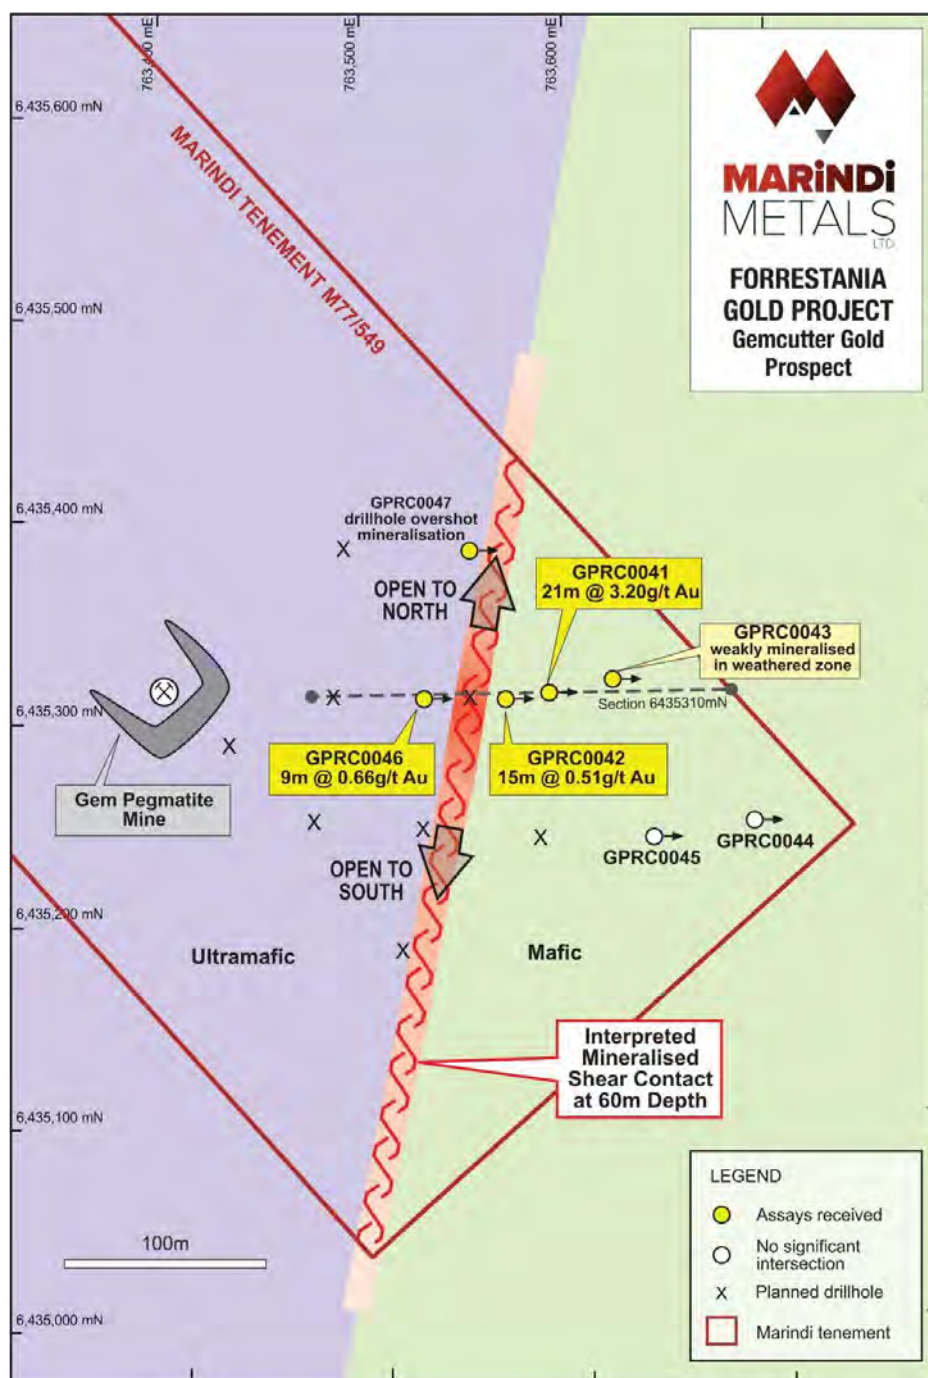 763,400 mE
763,500 mE
763,600 mE
MARiNDi
METALS
LTD.
FORRESTANIA
GOLD PROJECT
Gemcutter Gold
Prospect
6,435,600 mN
MARINDI TENEMENT M77/549
6,435,500 mN
6,435,400 mN
GPRC0047
drillhole overshot
mineralisation
OPEN TO
NORTH
GPRC0041
21m @ 3.20g/t Au
GPRC0043
weakly mineralised
in weathered zone
Section 6435310mN
6,435,300 mN
GPRC0046
9m @ 0.66g/t Au
GPRC0042
15m @ 0.51g/t Au
Gem Pegmatite
Mine
GPRC0045
GPRC0044
OPEN TO
SOUTH
6,435,200 mN
Ultramafic
Mafic
Interpreted
Mineralised
Shear Contact
at 60m Depth
6,435,100 mN
100m
6,435,000 mN
LEGEND
Assays received
No significant
intersection
X Planned drillhole
Marindi tenement